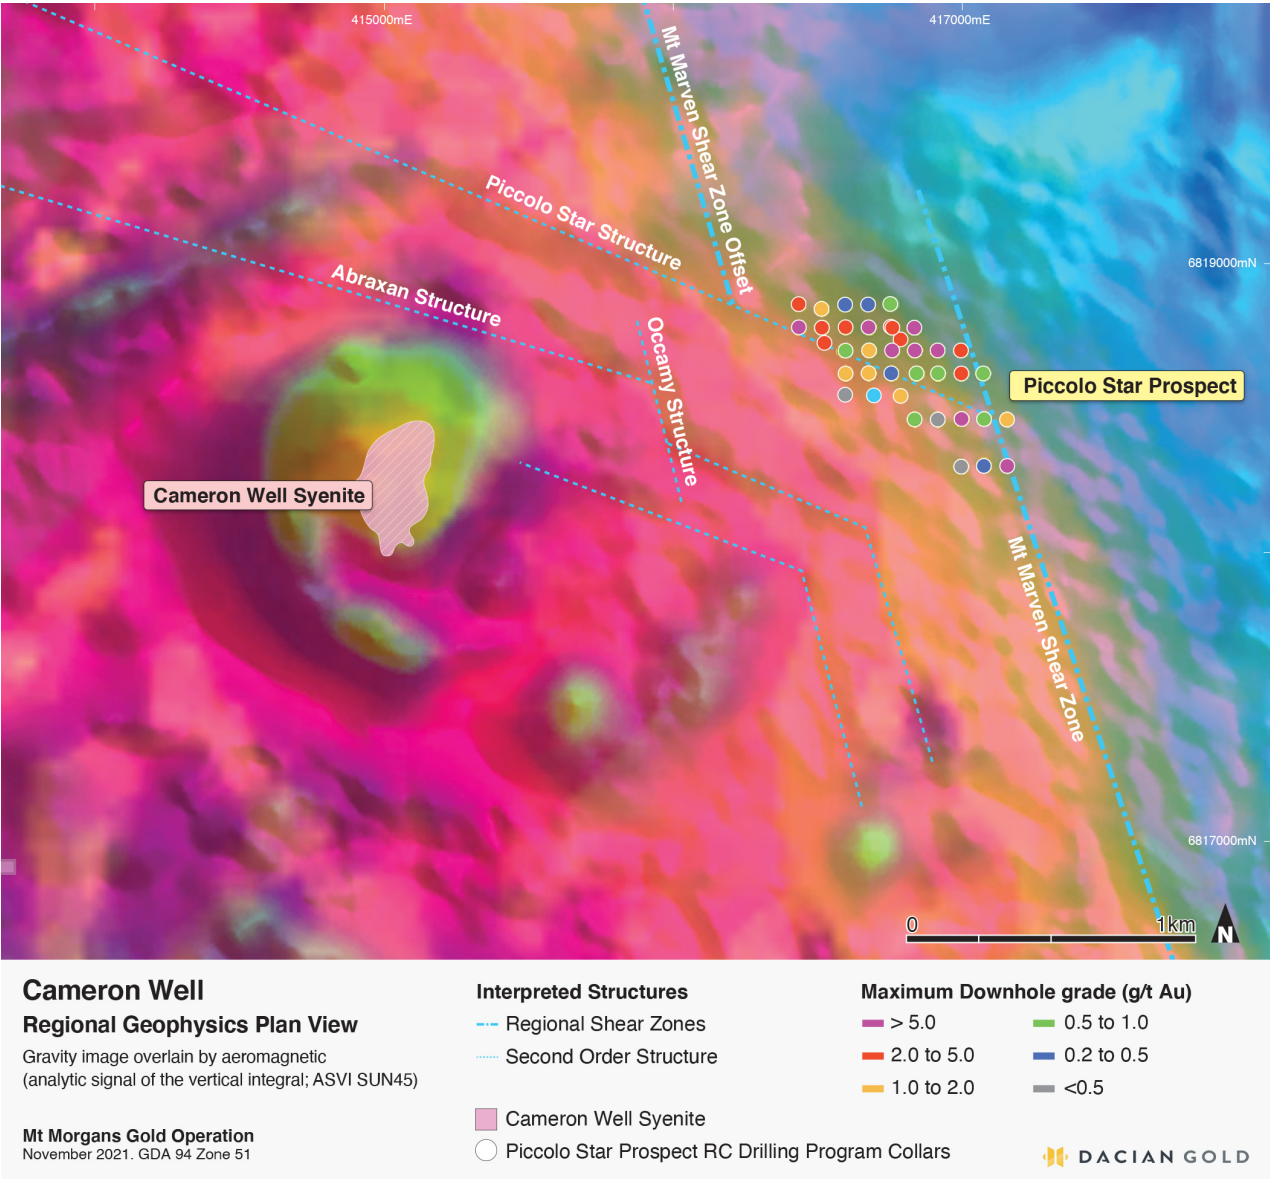 415000mE
417000mE
Mt Marven Shear Zone Offset
Piccolo Star Structure
6819000mN
Abraxan Structure
Occamy Structure
Piccolo Star Prospect
Cameron Well Syenite
Mt Marven Shear Zone
6817000mN
0 1km
N
Cameron Well
Regional Geophysics Plan View
Gravity image overlain by aeromagnetic
(analytic signal of the vertical integral; ASVI SUN45)
Mt Morgans Gold Operation
November 2021. GDA 94 Zone 51
Interpreted Structures
Regional Shear Zones
Second Order Structure
Cameron Well Syenite
Piccolo Star Prospect RC Drilling Program Collars
Maximum Downhole grade (g/t Au)
> 5.0
2.0 to 5.0
1.0 to 2.0
0.5 to 1.0
0.2 to 0.5
<0.5
DACIAN GOLD